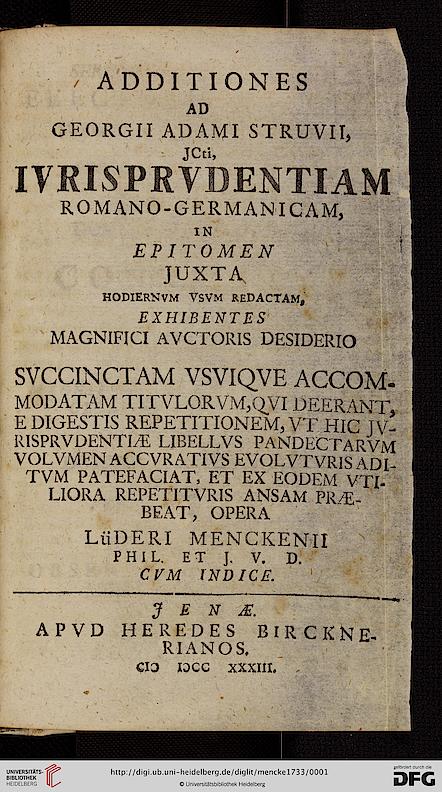 ADDITIONES
AD
GEORGII ADAMI STRUVII,
JCti,
IVRISPRVDENTIAM
ROMANO-GERMANICAM,
IN
EPITOMEN
JUXTA
HODIERNVM VSVM REDACTAM,
EXHIBENTES
MAGNIFICI AVCTORIS DESIDERIO
SVCCINCTAM VSVIQVE ACCOM-
MODATAM TITVLORVM, QVI DEERANT,
E DIGESTIS REPETITIONEM, VT HIC JV-
RISPRVDENTIÆ LIBELLVS PANDECTARVM
VOLVMEN ACCVRATIVS EVOLVTVRIS ADI-
TVM PATEFACIAT, ET EX EODEM VTI-
LIORA REPETITVRIS ANSAM PRÆ-
BEAT, OPERA
LüDERI MENCKENII
PHIL. ET J. V. D.
CVM INDICE.
JENÆ.
APVD HEREDES BIRCKNE-
RIANOS.
CIↃ IↃCC XXXIII.
UNIVERSITÄTS-
BIBLIOTHEK
HEIDELBERG
http://digi.ub.uni-heidelberg.de/diglit/mencke1733/0001
© Universitätsbibliothek Heidelberg
gefördert durch die
DFG